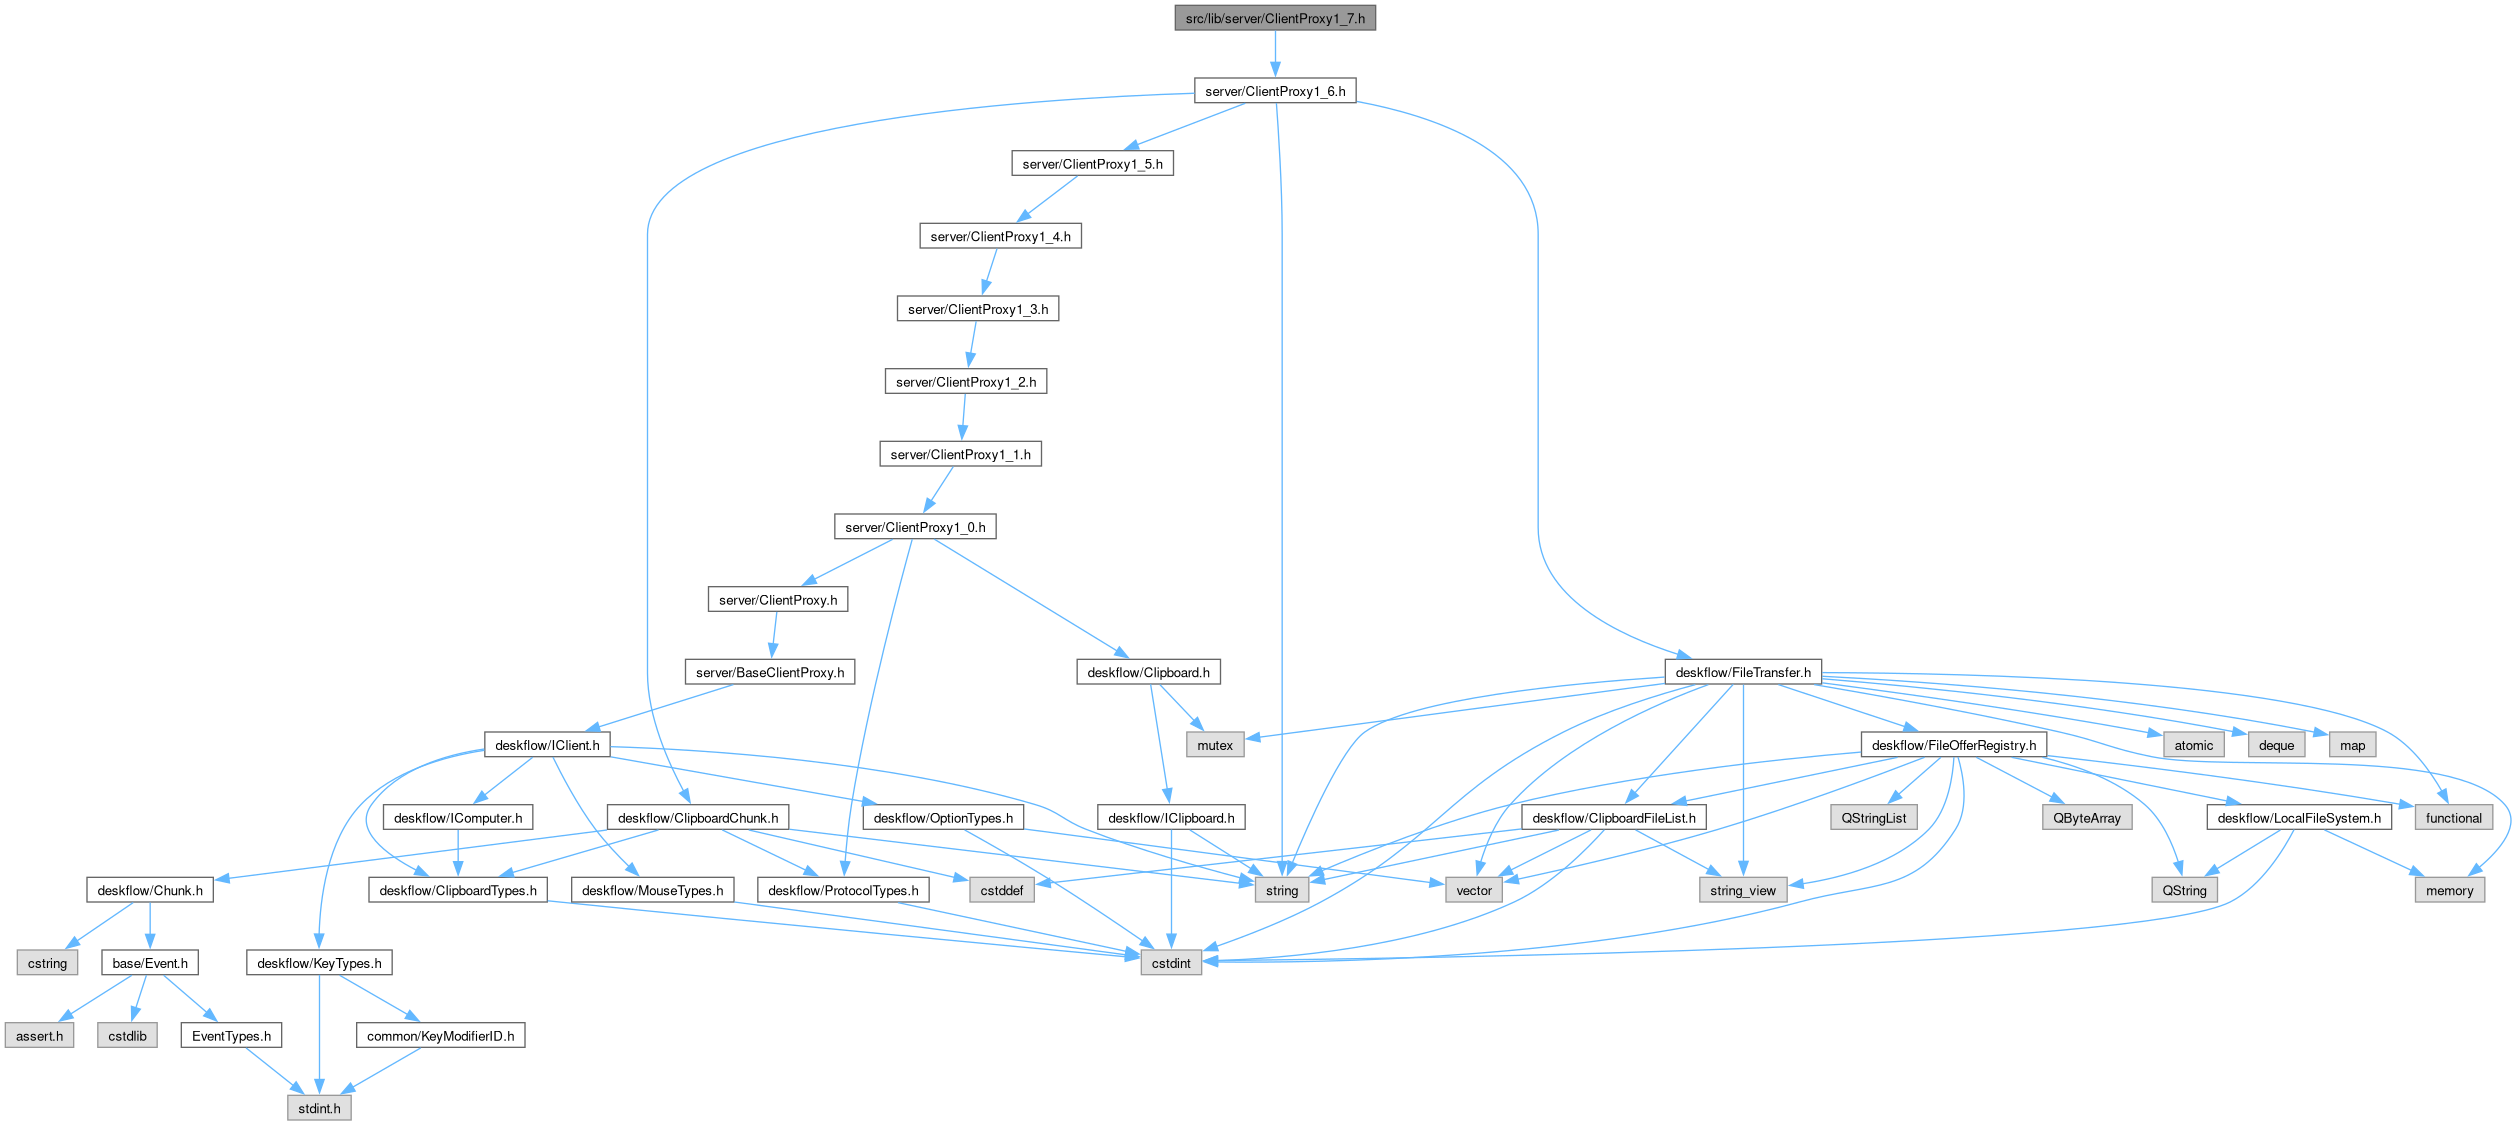 src/lib/server/ClientProxy1_7.h
server/ClientProxy1_6.h
server/ClientProxy1_5.h
server/ClientProxy1_4.h
server/ClientProxy1_3.h
server/ClientProxy1_2.h
server/ClientProxy1_1.h
server/ClientProxy1_0.h
server/ClientProxy.h
server/BaseClientProxy.h
deskflow/Clipboard.h
deskflow/FileTransfer.h
deskflow/IClient.h
mutex
deskflow/FileOfferRegistry.h
atomic
deque
map
deskflow/IComputer.h
deskflow/ClipboardChunk.h
deskflow/OptionTypes.h
deskflow/IClipboard.h
deskflow/ClipboardFileList.h
QStringList
QByteArray
deskflow/LocalFileSystem.h
functional
deskflow/Chunk.h
deskflow/ClipboardTypes.h
deskflow/MouseTypes.h
deskflow/ProtocolTypes.h
cstddef
string
vector
string_view
QString
memory
cstring
base/Event.h
deskflow/KeyTypes.h
cstdint
assert.h
cstdlib
EventTypes.h
common/KeyModifierID.h
stdint.h